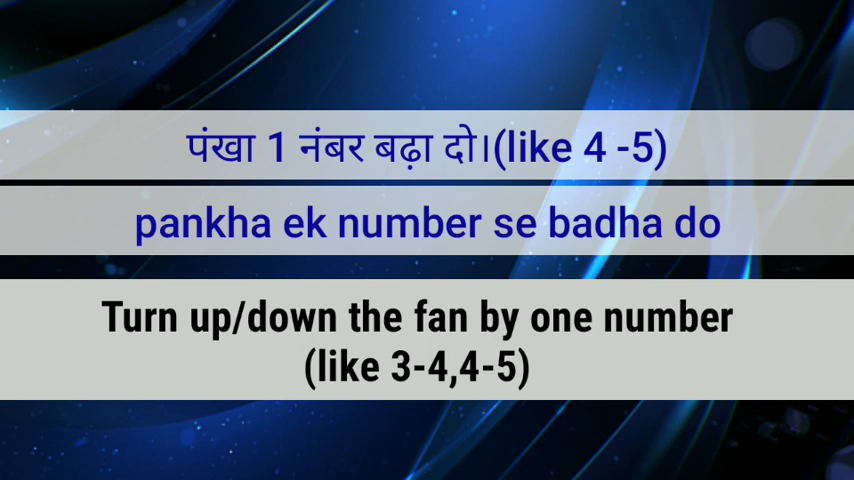 पंखा 1 नंबर बढ़ा दो।(like 4 -5)
pankha ek number se badha do
Turn up/down the fan by one number
(like 3-4,4-5)